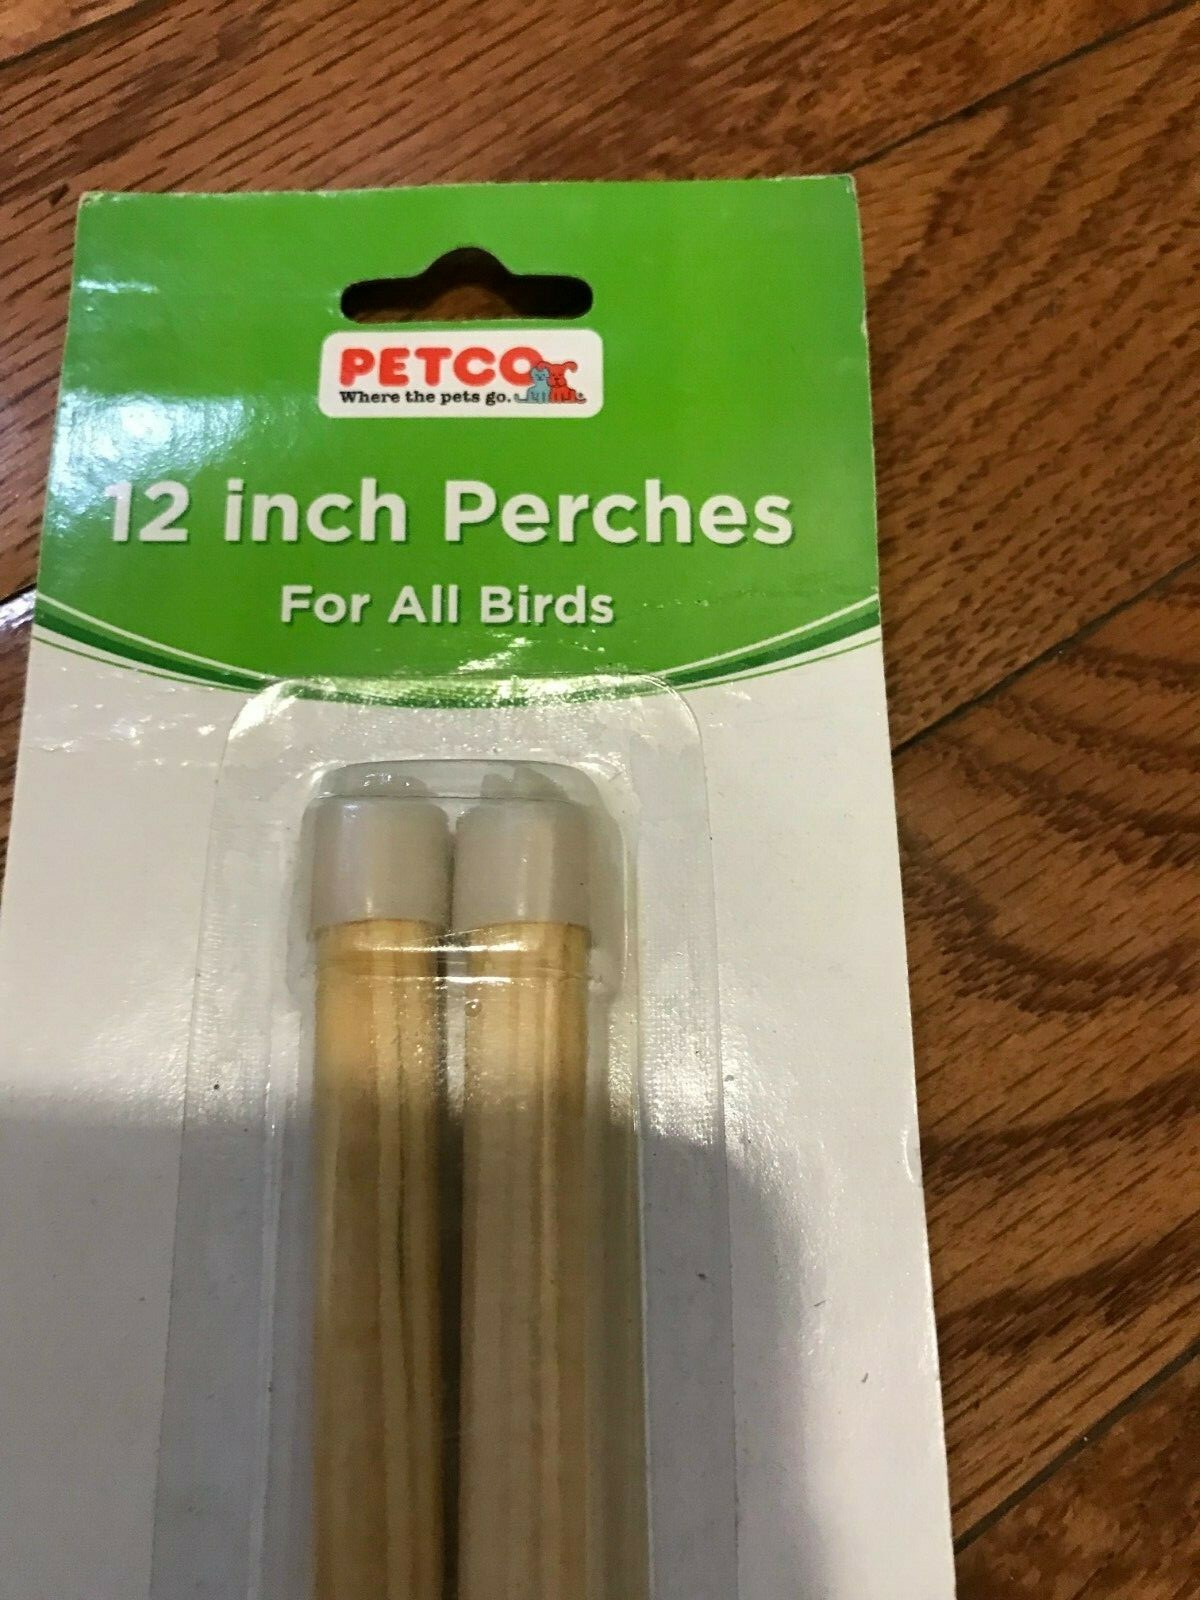 PETCO
Where the pets go.
12 inch Perches
For All Birds